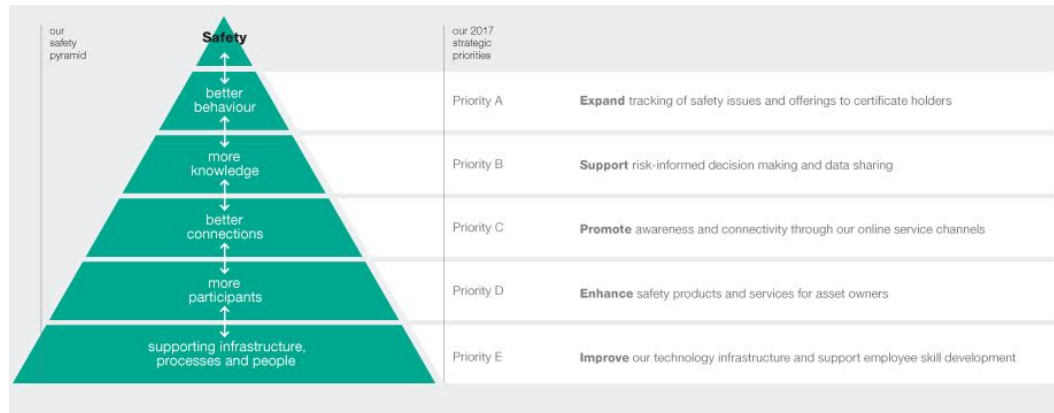 our
safety
pyramid
Safety
our 2017
strategic
priorities
better
behaviour
Priority A
Expand tracking of safety issues and offerings to certificate holders
more
knowledge
Priority B
Support risk-informed decision making and data sharing
better
connections
Priority C
Promote awareness and connectivity through our online service channels
more
participants
Priority D
Enhance safety products and services for asset owners
supporting infrastructure,
processes and people
Priority E
Improve our technology infrastructure and support employee skill development